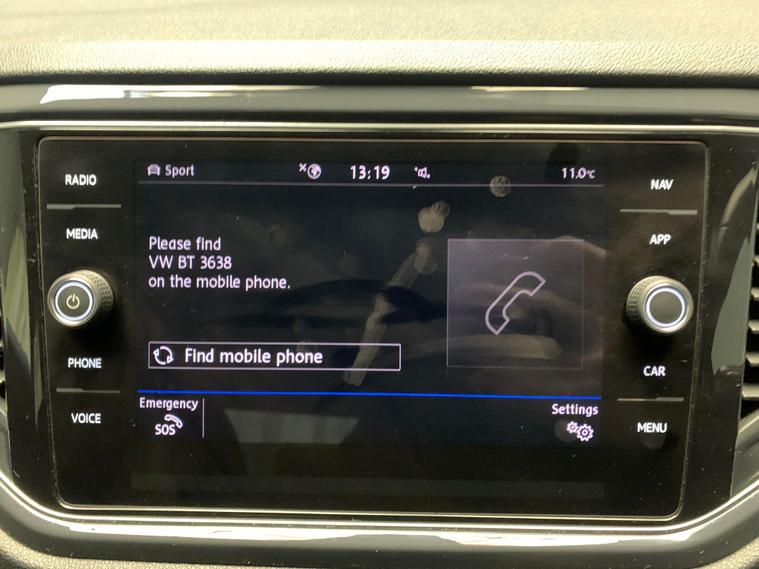 RADIO
MEDIA
PHONE
VOICE
Sport
13:19
11.0°C
Please find
VW BT 3638
on the mobile phone.
Find mobile phone
Emergency
SOS
Settings
NAV
APP
CAR
MENU